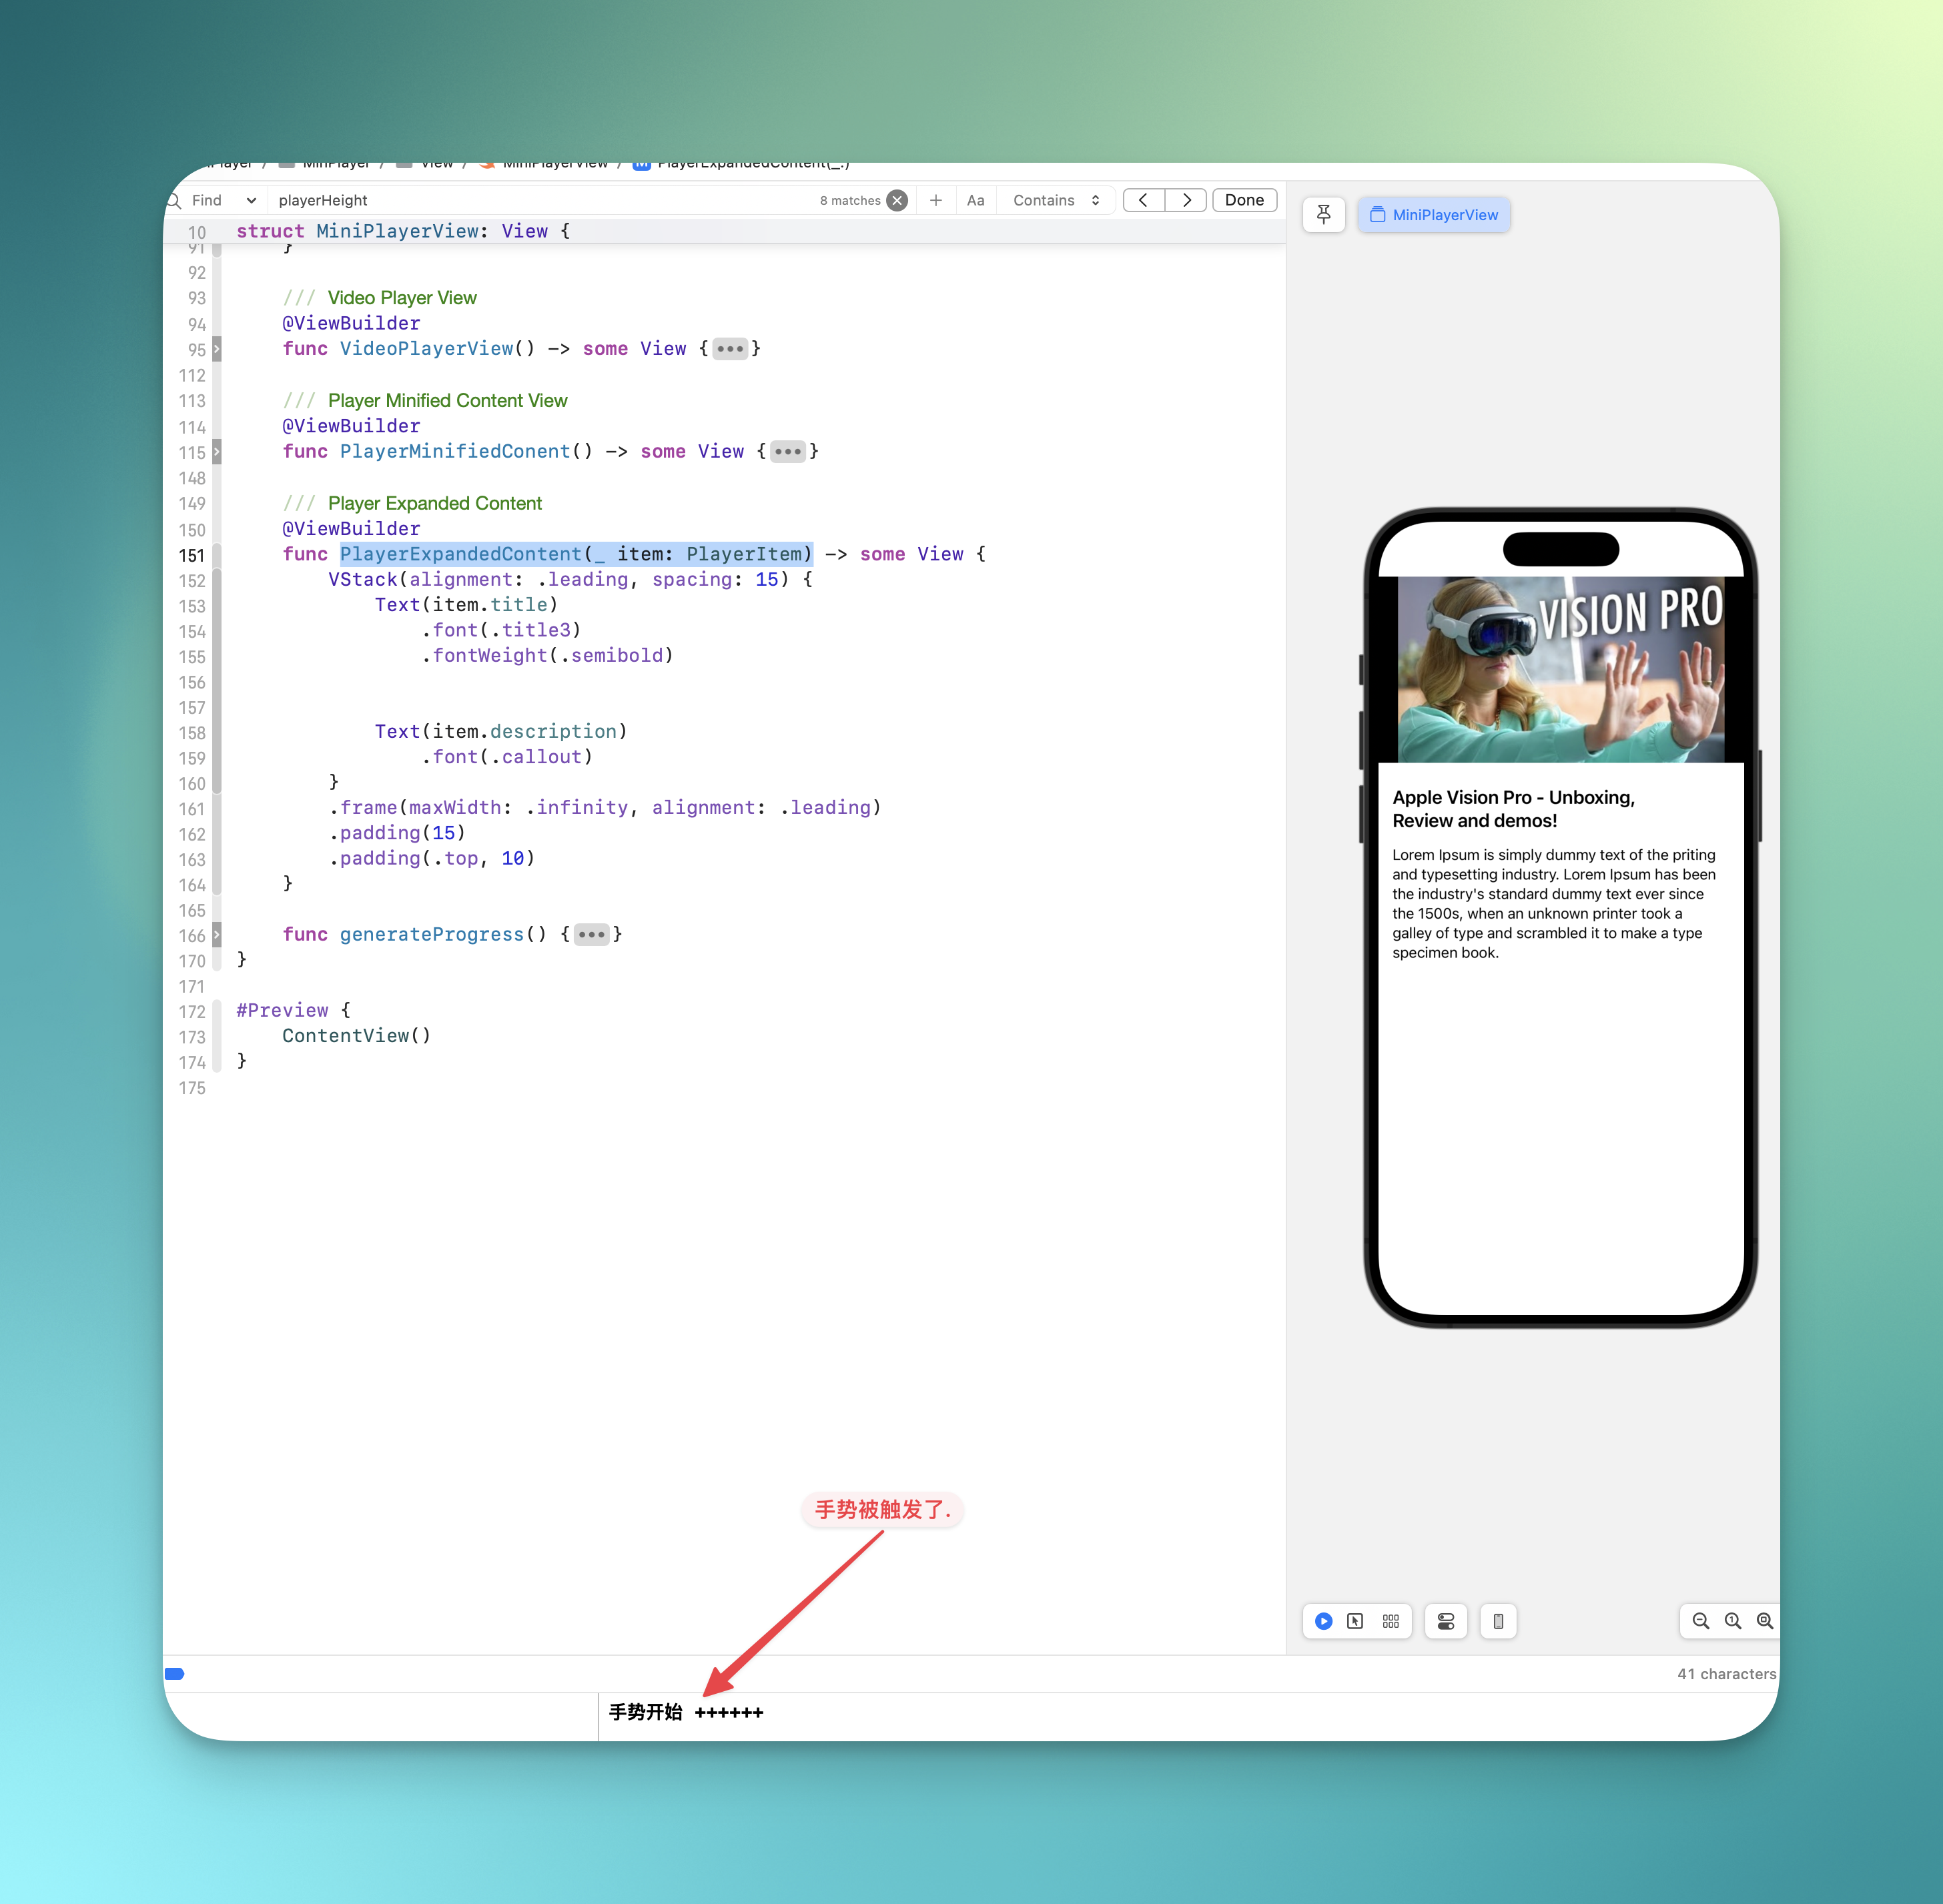 MinPlayer / View / MiniPlayerView / PlayerExpandedContent(_:)
Find playerHeight 8 matches Aa Contains Done
10 struct MiniPlayerView: View {
91 }
92
93 /// Video Player View
94 @ViewBuilder
95 func VideoPlayerView() -> some View {•••}
112
113 /// Player Minified Content View
114 @ViewBuilder
115 func PlayerMinifiedConent() -> some View {•••}
148
149 /// Player Expanded Content
150 @ViewBuilder
151 func PlayerExpandedContent(_ item: PlayerItem) -> some View {
152 VStack(alignment: .leading, spacing: 15) {
153 Text(item.title)
154 .font(.title3)
155 .fontWeight(.semibold)
156
157
158 Text(item.description)
159 .font(.callout)
160 }
161 .frame(maxWidth: .infinity, alignment: .leading)
162 .padding(15)
163 .padding(.top, 10)
164 }
165
166 func generateProgress() {•••}
170 }
171
172 #Preview {
173 ContentView()
174 }
175
MiniPlayerView
VISION PRO
Apple Vision Pro - Unboxing,
Review and demos!
Lorem Ipsum is simply dummy text of the priting
and typesetting industry. Lorem Ipsum has been
the industry's standard dummy text ever since
the 1500s, when an unknown printer took a
galley of type and scrambled it to make a type
specimen book.
手势被触发了.
41 characters
手势开始 ++++++